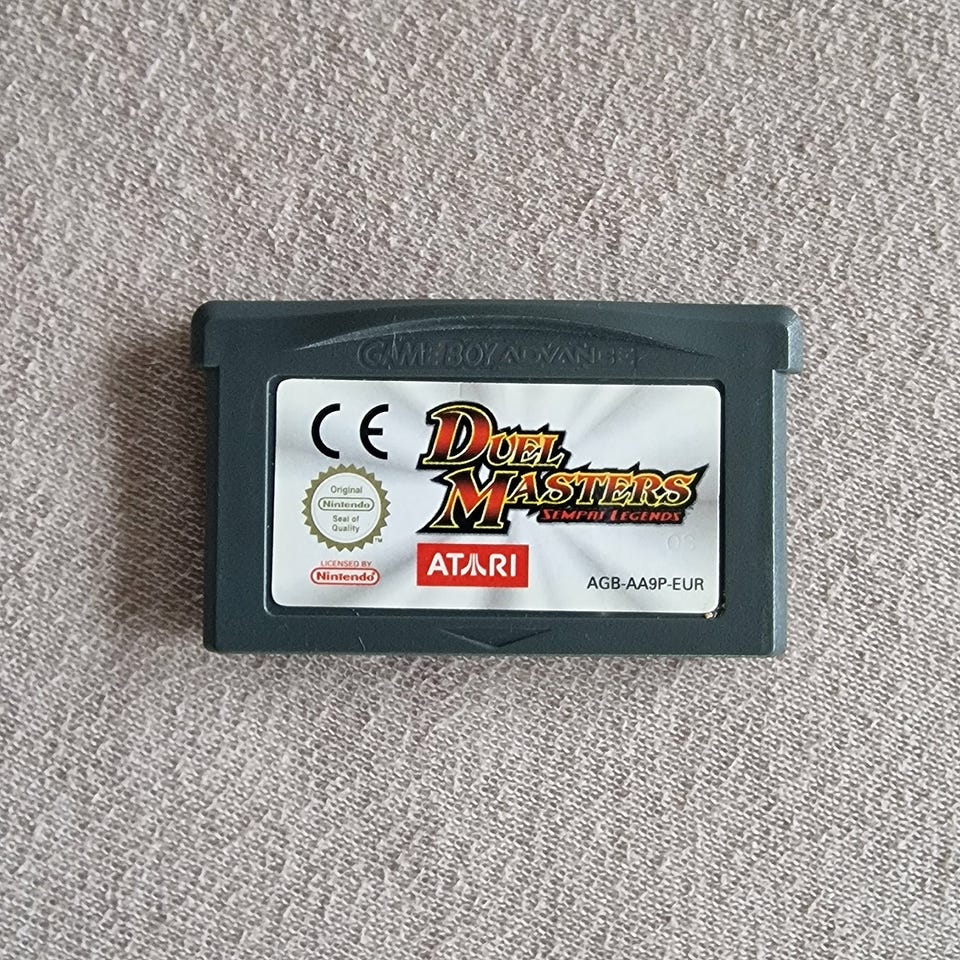 GAME BOY ADVANCE
CE
DUEL
MASTERS
SEMPAI LEGENDS
Original
Nintendo
Seal of
Quality
TM
LICENSED BY
Nintendo
ATARI
AGB-AA9P-EUR